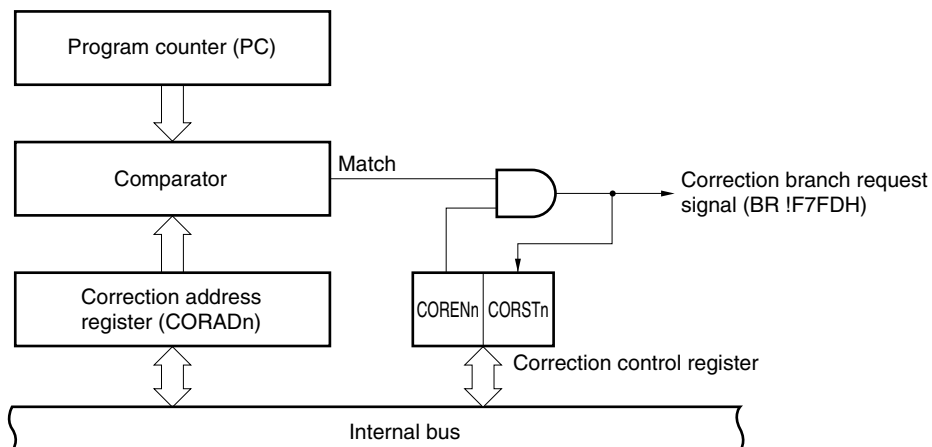 Program counter (PC)
Comparator
Match
Correction branch request
signal (BR !F7FDH)
Correction address
register (CORADn)
CORENn
CORSTn
Correction control register
Internal bus